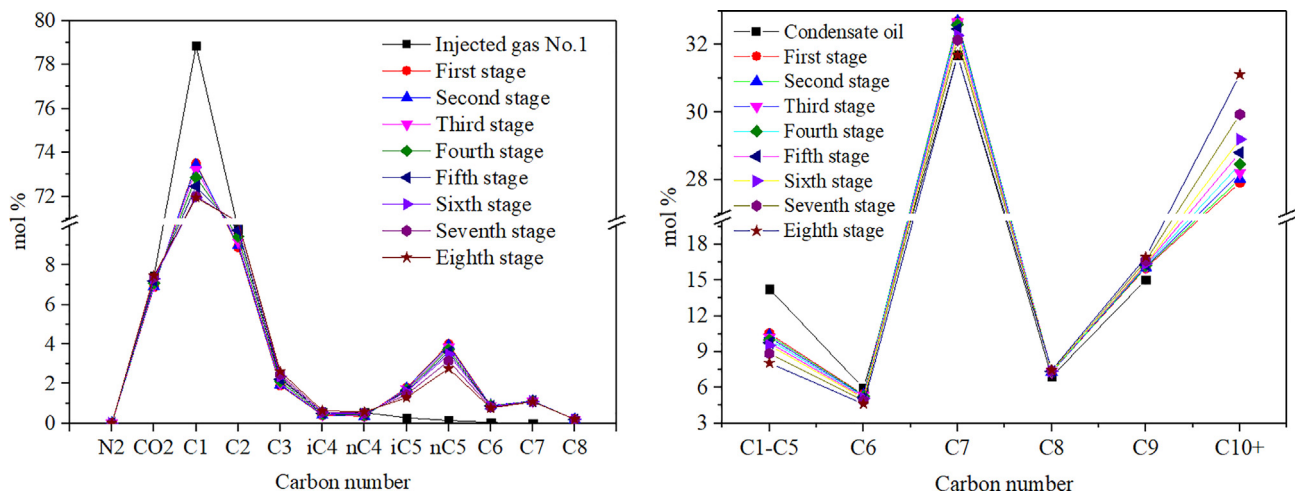 80
78
76
74
72
8
6
4
2
0
mol %
Injected gas No.1
First stage
Second stage
Third stage
Fourth stage
Fifth stage
Sixth stage
Seventh stage
Eighth stage
N2 CO2 C1 C2 C3 iC4 nC4 iC5 nC5 C6 C7 C8
Carbon number
32
30
28
18
15
12
9
6
3
mol %
Condensate oil
First stage
Second stage
Third stage
Fourth stage
Fifth stage
Sixth stage
Seventh stage
Eighth stage
C1-C5 C6 C7 C8 C9 C10+
Carbon number